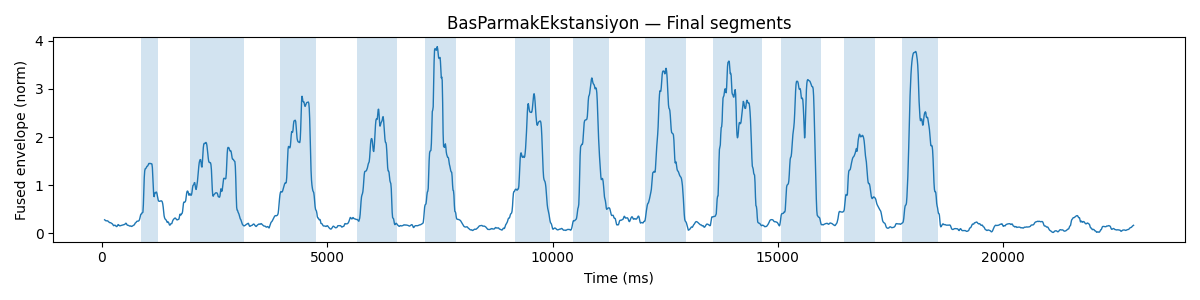 BasParmakEkstansiyon — Final segments
Fused envelope (norm)
4
3
2
1
0
0 5000 10000 15000 20000
Time (ms)